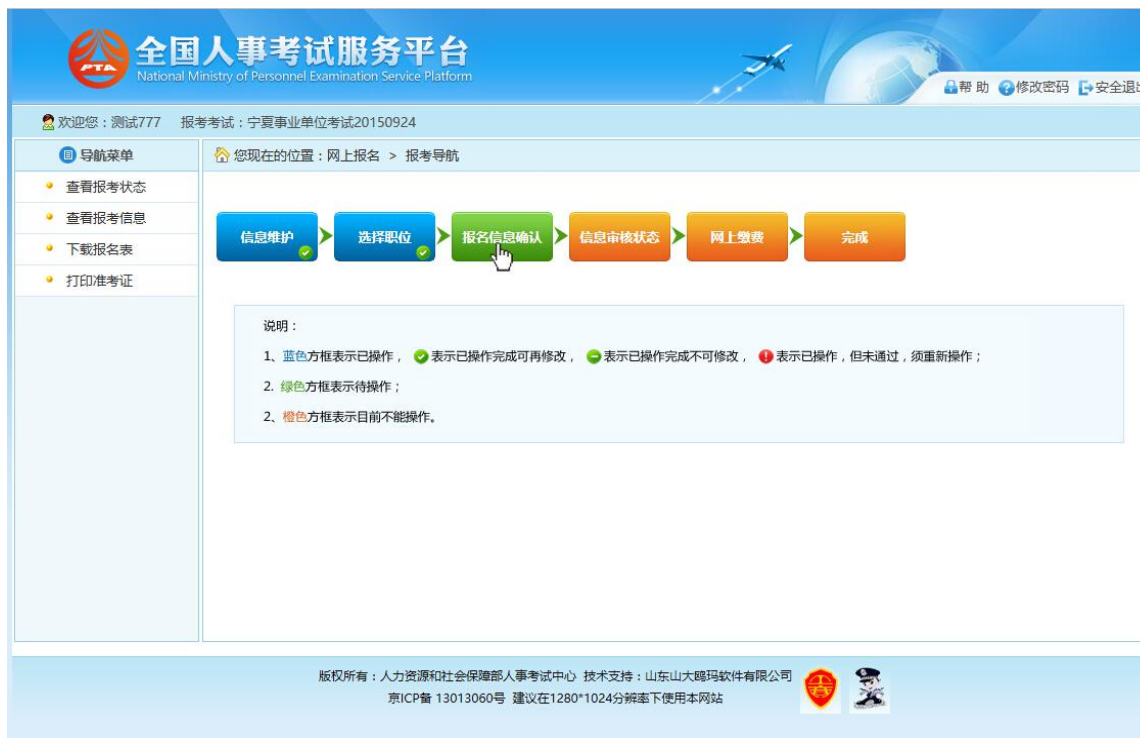 全国人事考试服务平台
National Ministry of Personnel Examination Service Platform
PTA
帮 助 修改密码 安全退出
欢迎您：测试777 报考考试：宁夏事业单位考试20150924
导航菜单
您现在的位置：网上报名 > 报考导航
查看报考状态
查看报考信息
下载报名表
打印准考证
信息维护 选择职位 报名信息确认 信息审核状态 网上缴费 完成
说明：
1、蓝色方框表示已操作， 表示已操作完成可再修改， 表示已操作完成不可修改， 表示已操作，但未通过，须重新操作；
2. 绿色方框表示待操作；
2、橙色方框表示目前不能操作。
版权所有：人力资源和社会保障部人事考试中心 技术支持：山东山大鸥玛软件有限公司
京ICP备 13013060号 建议在1280*1024分辨率下使用本网站